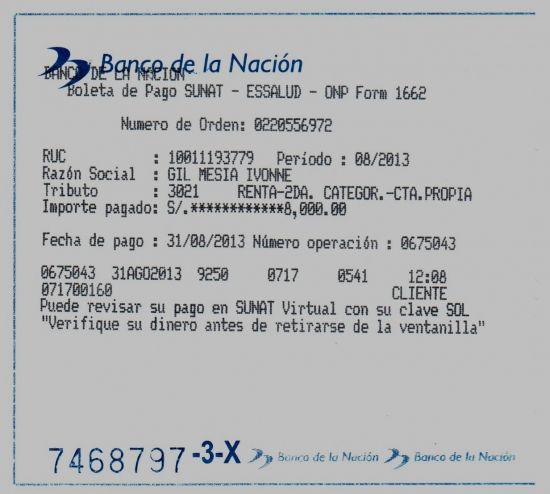 Banco de la Nación
BANCO DE LA NACION
Boleta de Pago SUNAT - ESSALUD - ONP Form 1662
Numero de Orden: 0220556972
RUC : 10011193779 Período : 08/2013
Razón Social : GIL MESIA IVONNE
Tributo : 3021 RENTA-2DA. CATEGOR.-CTA.PROPIA
Importe pagado: S/.************8,000.00
Fecha de pago : 31/08/2013 Número operación : 0675043
0675043 31AGO2013 9250 0717 0541 12:08
071700160 CLIENTE
Puede revisar su pago en SUNAT Virtual con su clave SOL
"Verifique su dinero antes de retirarse de la ventanilla"
7468797-3-X Banco de la Nación Banco de la Nación